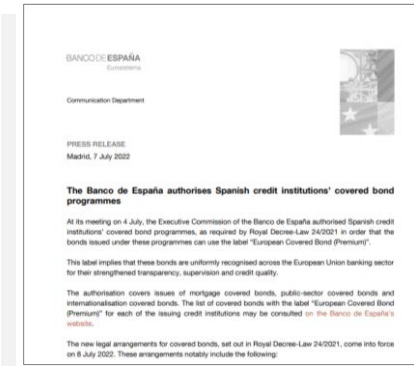 BANCO DE ESPAÑA
Eurosistema
Communication Department
PRESS RELEASE
Madrid, 7 July 2022
The Banco de España authorises Spanish credit institutions' covered bond
programmes
At its meeting on 4 July, the Executive Commission of the Banco de España authorised Spanish credit
institutions' covered bond programmes, as required by Royal Decree-Law 24/2021 in order that the
bonds issued under these programmes can use the label "European Covered Bond (Premium)".
This label implies that these bonds are uniformly recognised across the European Union banking sector
for their strengthened transparency, supervision and credit quality.
The authorisation covers issues of mortgage covered bonds, public-sector covered bonds and
internationalisation covered bonds. The list of covered bonds with the label "European Covered Bond
(Premium)" for each of the issuing credit institutions may be consulted on the Banco de España's
website.
The new legal arrangements for covered bonds, set out in Royal Decree-Law 24/2021, come into force
on 8 July 2022. These arrangements notably include the following: